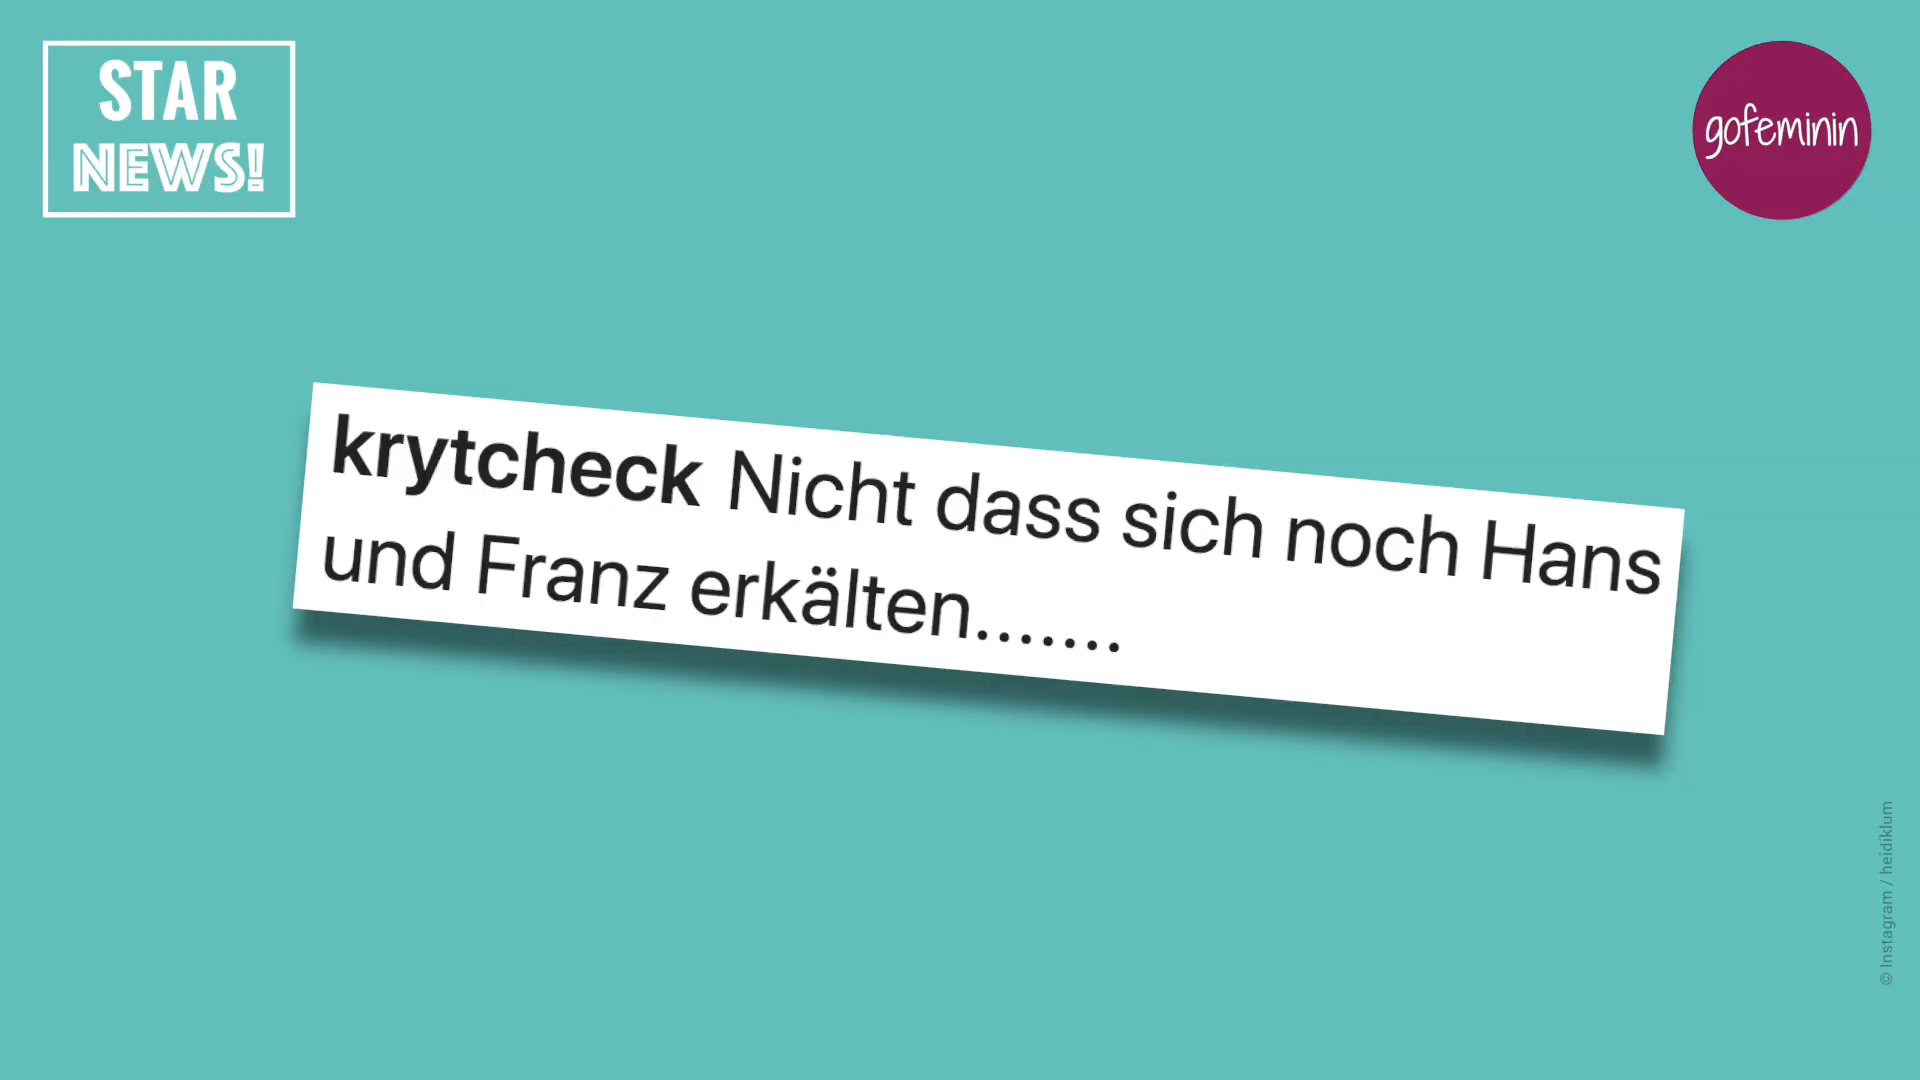 STAR
NEWS!
gofeminin
krytcheck Nicht dass sich noch Hans
und Franz erkälten.......
© Instagram / heidiklum